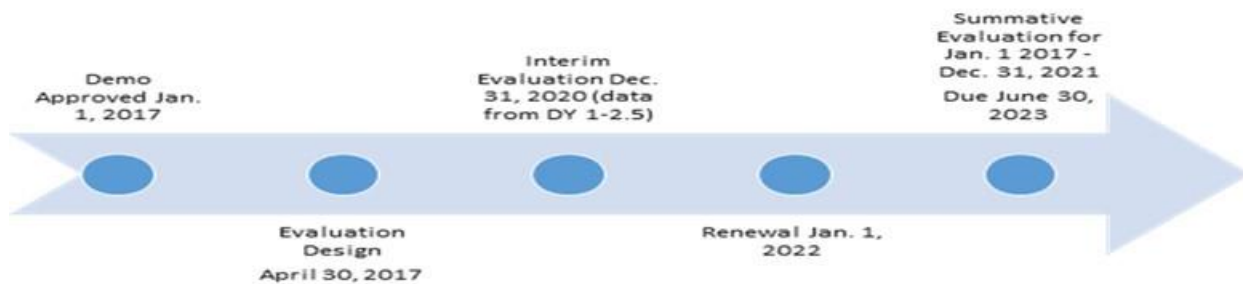 Demo
Approved Jan.
1, 2017
Evaluation
Design
April 30, 2017
Interim
Evaluation Dec.
31, 2020 (data
from DY 1-2.5)
Renewal Jan. 1,
2022
Summative
Evaluation for
Jan. 1 2017 -
Dec. 31, 2021
Due June 30,
2023